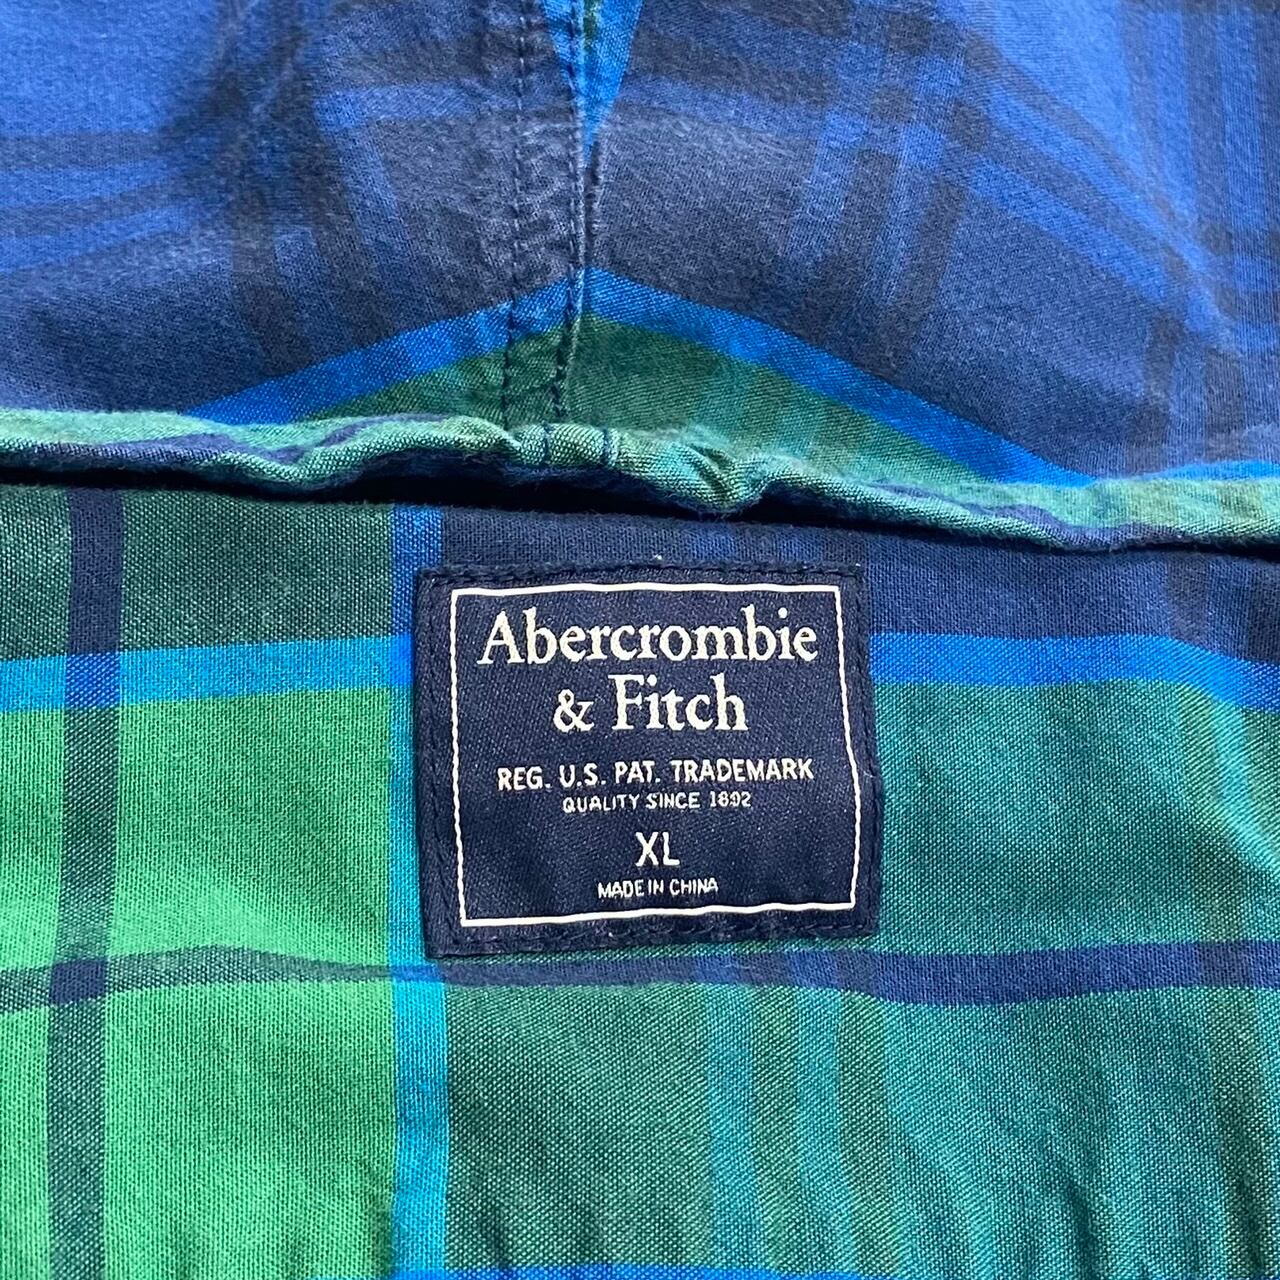 Abercrombie
& Fitch
REG. U.S. PAT. TRADEMARK
QUALITY SINCE 1892
XL
MADE IN CHINA